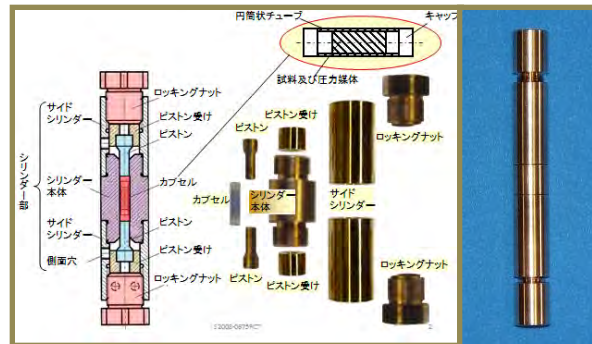 円筒状チューブ
キャップ
試料及び圧力媒体
ロッキングナット
サイド
シリンダー
ピストン受け
ピストン
シリンダー部
シリンダー
本体
カプセル
サイド
シリンダー
側面穴
ピストン
ピストン受け
ロッキングナット
ピストン
ピストン受け
カプセル
シリンダー
本体
サイド
シリンダー
ピストン
ピストン受け
ロッキングナット
ロッキングナット
2